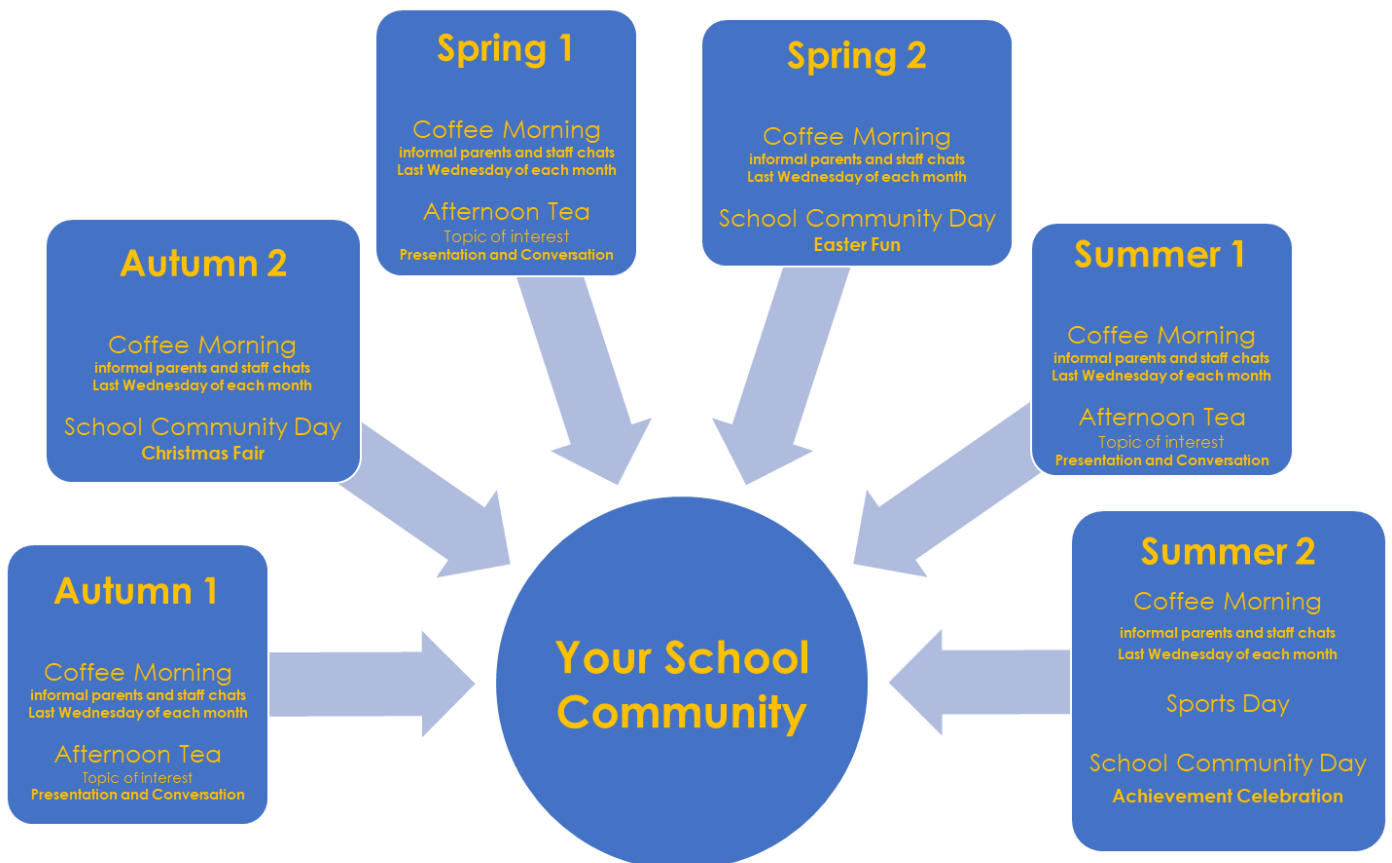 Autumn 1
Coffee Morning
informal parents and staff chats
Last Wednesday of each month
Afternoon Tea
Topic of interest
Presentation and Conversation
Autumn 2
Coffee Morning
informal parents and staff chats
Last Wednesday of each month
School Community Day
Christmas Fair
Spring 1
Coffee Morning
informal parents and staff chats
Last Wednesday of each month
Afternoon Tea
Topic of interest
Presentation and Conversation
Spring 2
Coffee Morning
informal parents and staff chats
Last Wednesday of each month
School Community Day
Easter Fun
Summer 1
Coffee Morning
informal parents and staff chats
Last Wednesday of each month
Afternoon Tea
Topic of interest
Presentation and Conversation
Summer 2
Coffee Morning
informal parents and staff chats
Last Wednesday of each month
Sports Day
School Community Day
Achievement Celebration
Your School
Community